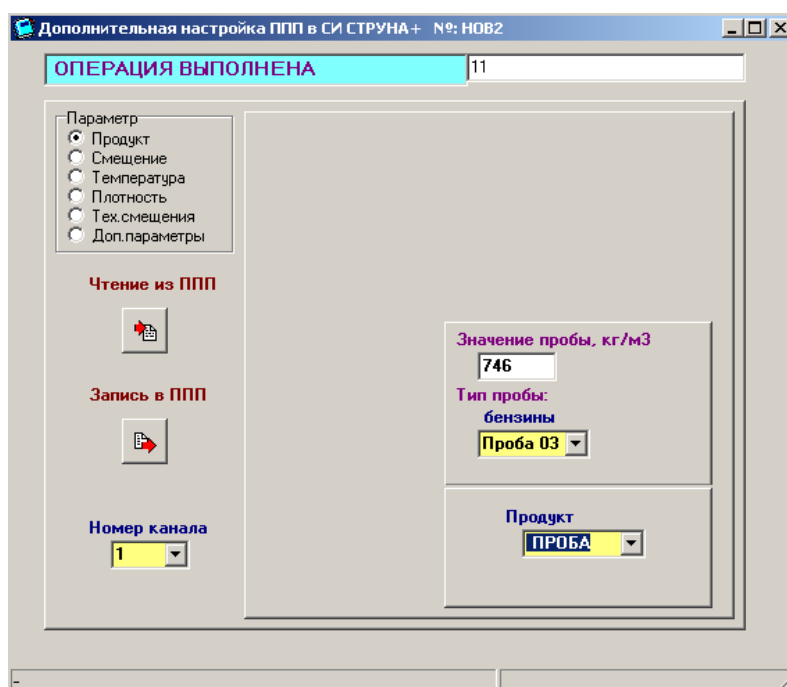 Дополнительная настройка ППП в СИ СТРУНА+ №: НОВ2
ОПЕРАЦИЯ ВЫПОЛНЕНА
11
Параметр
Продукт
Смещение
Температура
Плотность
Тех.смещения
Доп.параметры
Чтение из ППП
Запись в ППП
Номер канала
1
Значение пробы, кг/м3
746
Тип пробы:
бензины
Проба 03
Продукт
ПРОБА
-